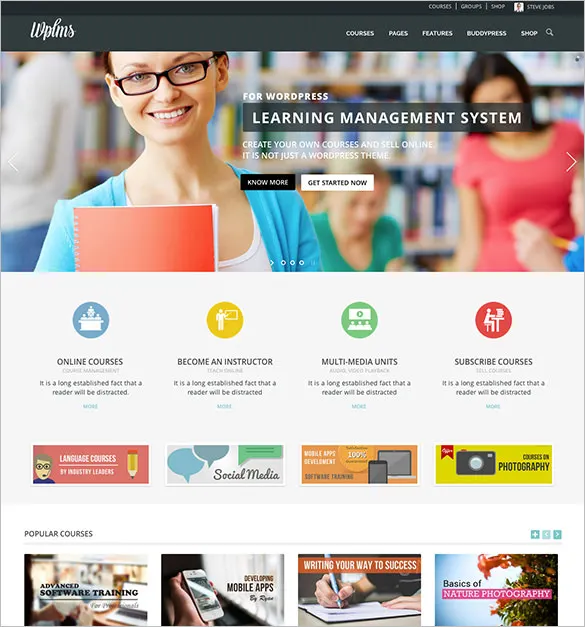 COURSES | GROUPS | SHOP STEVE JOBS
Wplms
COURSES PAGES FEATURES BUDDYPRESS SHOP
FOR WORDPRESS
LEARNING MANAGEMENT SYSTEM
CREATE YOUR OWN COURSES AND SELL ONLINE
IT IS NOT JUST A WORDPRESS THEME.
KNOW MORE GET STARTED NOW
ONLINE COURSES
COURSE MANAGEMENT
It is a long established fact that a
reader will be distracted.
MORE
BECOME AN INSTRUCTOR
TEACH ONLINE
It is a long established fact that a
reader will be distracted
MORE
MULTI-MEDIA UNITS
AUDIO, VIDEO PLAYBACK
It is a long established fact that a
reader will be distracted
MORE
SUBSCRIBE COURSES
SELL COURSES
It is a long established fact that a
reader will be distracted
MORE
LANGUAGE COURSES
BY INDUSTRY LEADERS
Social Media
MOBILE APPS
DEVELOPMENT
100%
SOFTWARE TRAINING
COURSES ON
PHOTOGRAPHY
POPULAR COURSES
ADVANCED
SOFTWARE TRAINING
For Professionals
DEVELOPING
MOBILE APPS
By Ryan
WRITING YOUR WAY TO SUCCESS
Basics of
NATURE PHOTOGRAPHY